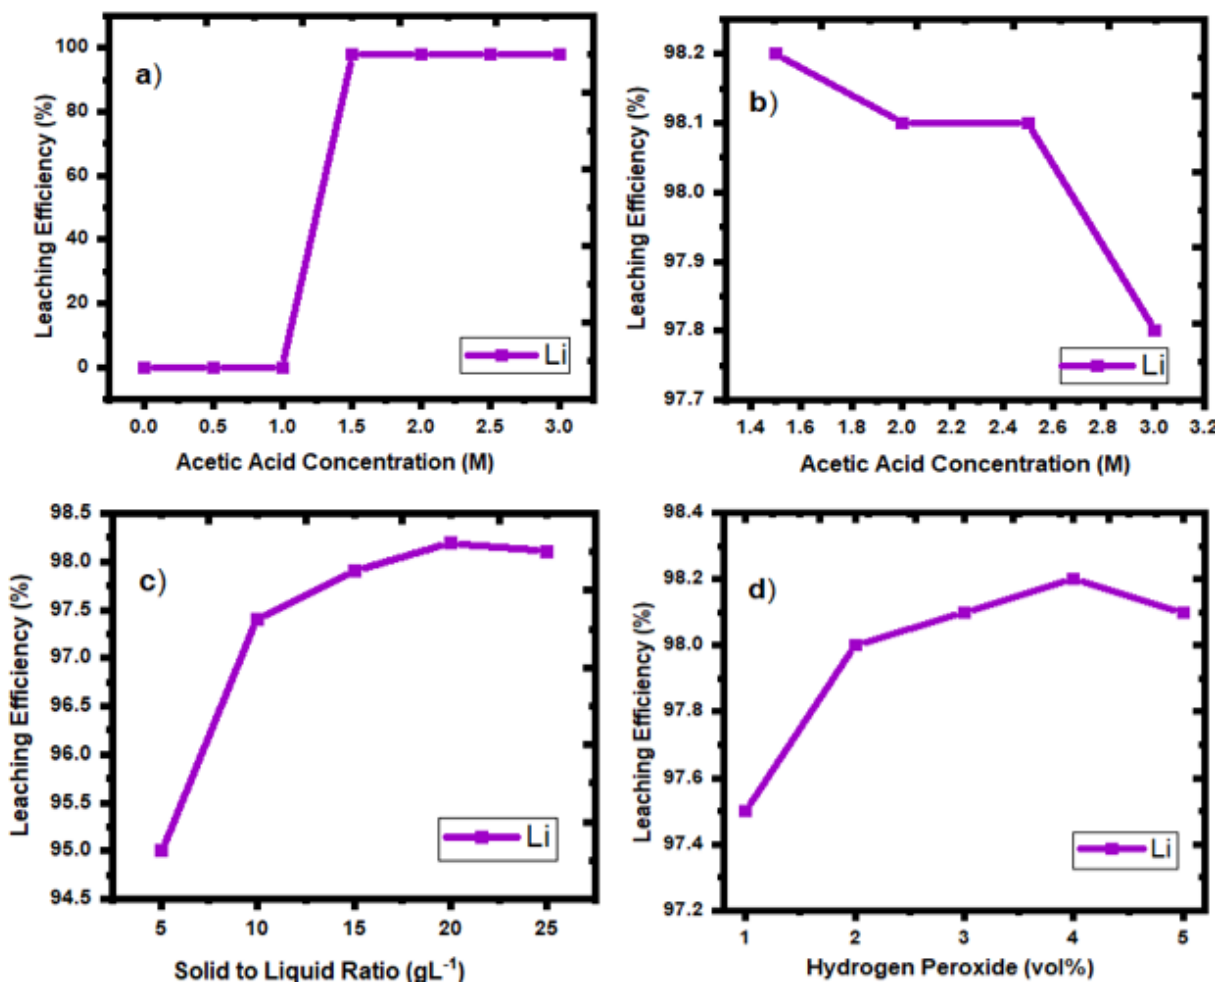 a)
Leaching Efficiency (%)
100
80
60
40
20
0
0.0 0.5 1.0 1.5 2.0 2.5 3.0
Acetic Acid Concentration (M)
Li
b)
Leaching Efficiency (%)
98.2
98.1
98.0
97.9
97.8
97.7
1.4 1.6 1.8 2.0 2.2 2.4 2.6 2.8 3.0 3.2
Acetic Acid Concentration (M)
Li
c)
Leaching Efficiency (%)
98.5
98.0
97.5
97.0
96.5
96.0
95.5
95.0
94.5
5 10 15 20 25
Solid to Liquid Ratio (gL⁻¹)
Li
d)
Leaching Efficiency (%)
98.4
98.2
98.0
97.8
97.6
97.4
97.2
1 2 3 4 5
Hydrogen Peroxide (vol%)
Li